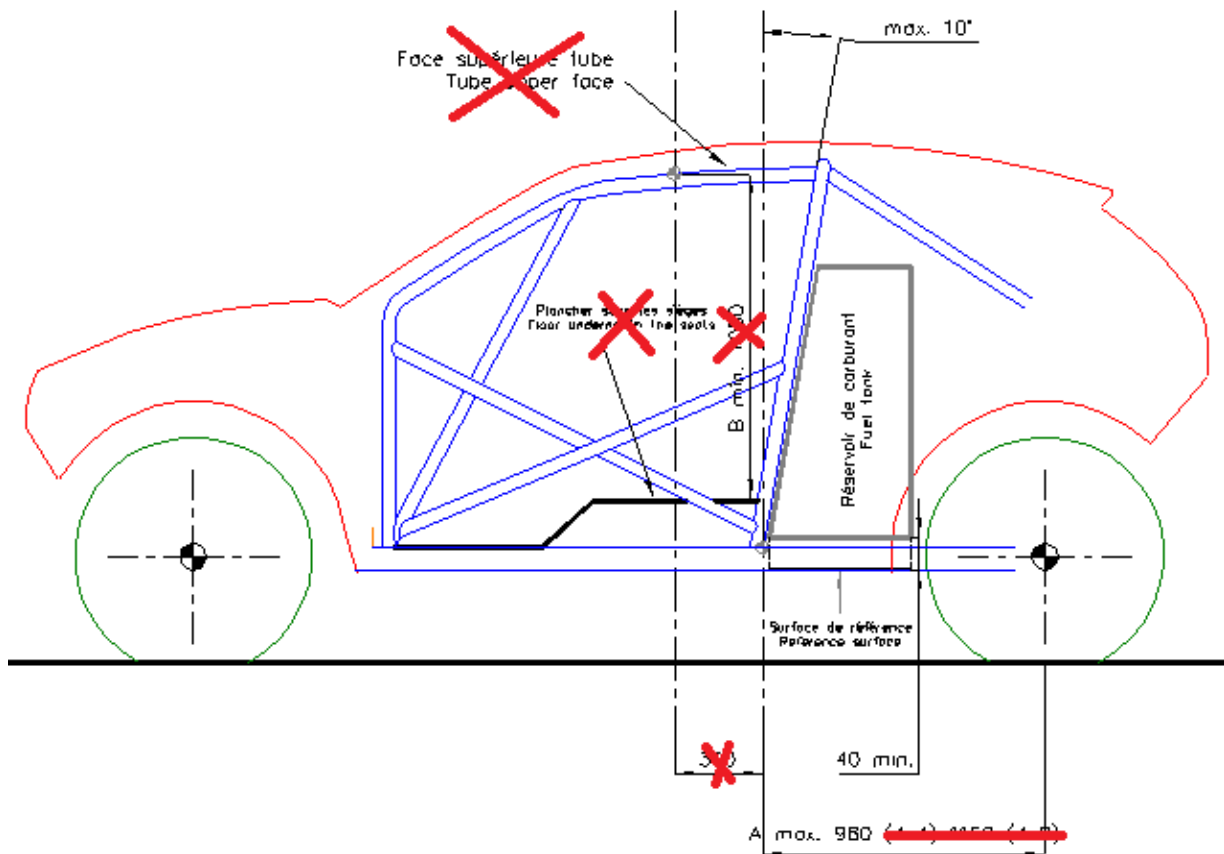 max. 10°
Face supérieure tube
Tube upper face
Plancher sous les sièges
Floor underneath the seats
B min.
Réservoir de carburant
Fuel tank
Surface de référence
Reference surface
40 min.
A max. 980